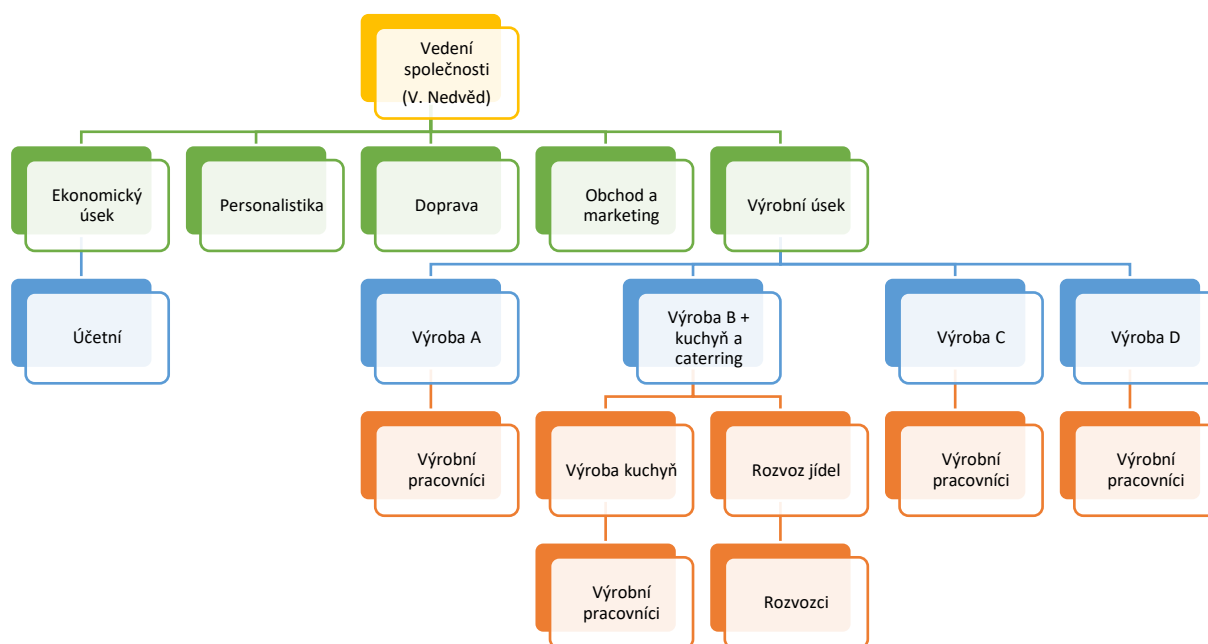 Vedení
společnosti
(V. Nedvěd)
Ekonomický
úsek
Personalistika
Doprava
Obchod a
marketing
Výrobní úsek
Účetní
Výroba A
Výroba B +
kuchyň a
caterring
Výroba C
Výroba D
Výrobní
pracovníci
Výroba kuchyň
Rozvoz jídel
Výrobní
pracovníci
Výrobní
pracovníci
Výrobní
pracovníci
Rozvozci